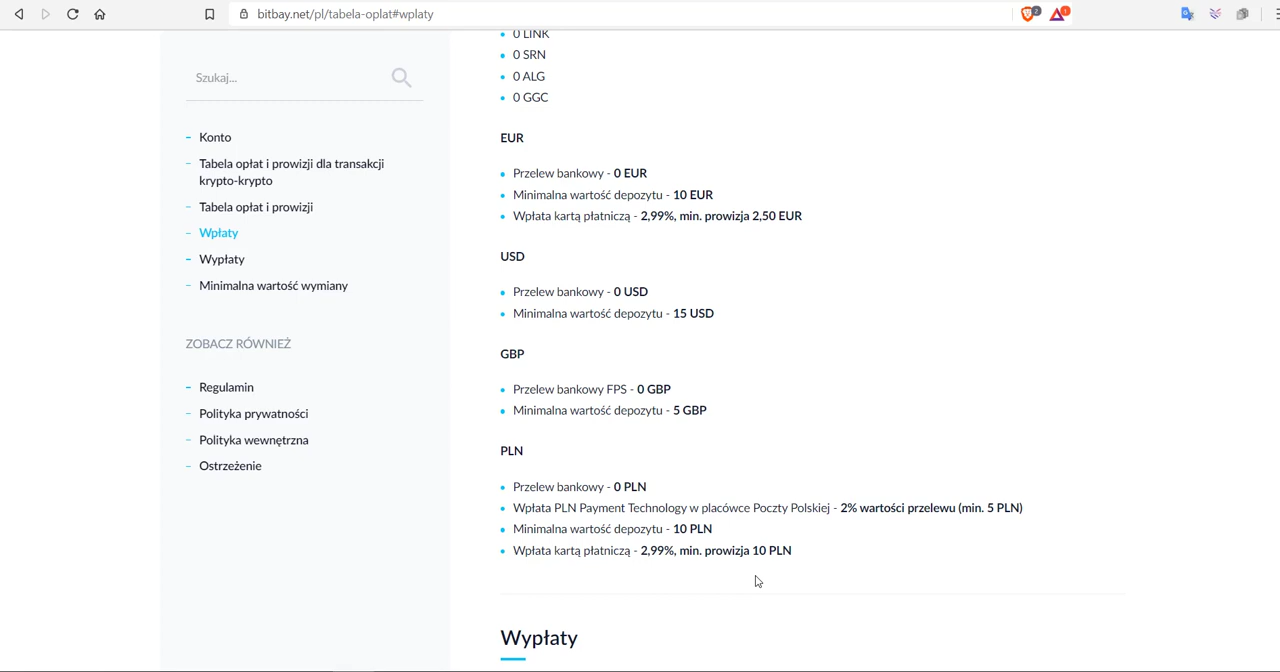 bitbay.net/pl/tabela-oplat#wplaty
2
1
Szukaj...
Konto
Tabela opłat i prowizji dla transakcji
krypto-krypto
Tabela opłat i prowizji
Wpłaty
Wypłaty
Minimalna wartość wymiany
ZOBACZ RÓWNIEŻ
Regulamin
Polityka prywatności
Polityka wewnętrzna
Ostrzeżenie
0 LINK
0 SRN
0 ALG
0 GGC
EUR
Przelew bankowy - 0 EUR
Minimalna wartość depozytu - 10 EUR
Wpłata kartą płatniczą - 2,99%, min. prowizja 2,50 EUR
USD
Przelew bankowy - 0 USD
Minimalna wartość depozytu - 15 USD
GBP
Przelew bankowy FPS - 0 GBP
Minimalna wartość depozytu - 5 GBP
PLN
Przelew bankowy - 0 PLN
Wpłata PLN Payment Technology w placówce Poczty Polskiej - 2% wartości przelewu (min. 5 PLN)
Minimalna wartość depozytu - 10 PLN
Wpłata kartą płatniczą - 2,99%, min. prowizja 10 PLN
Wypłaty